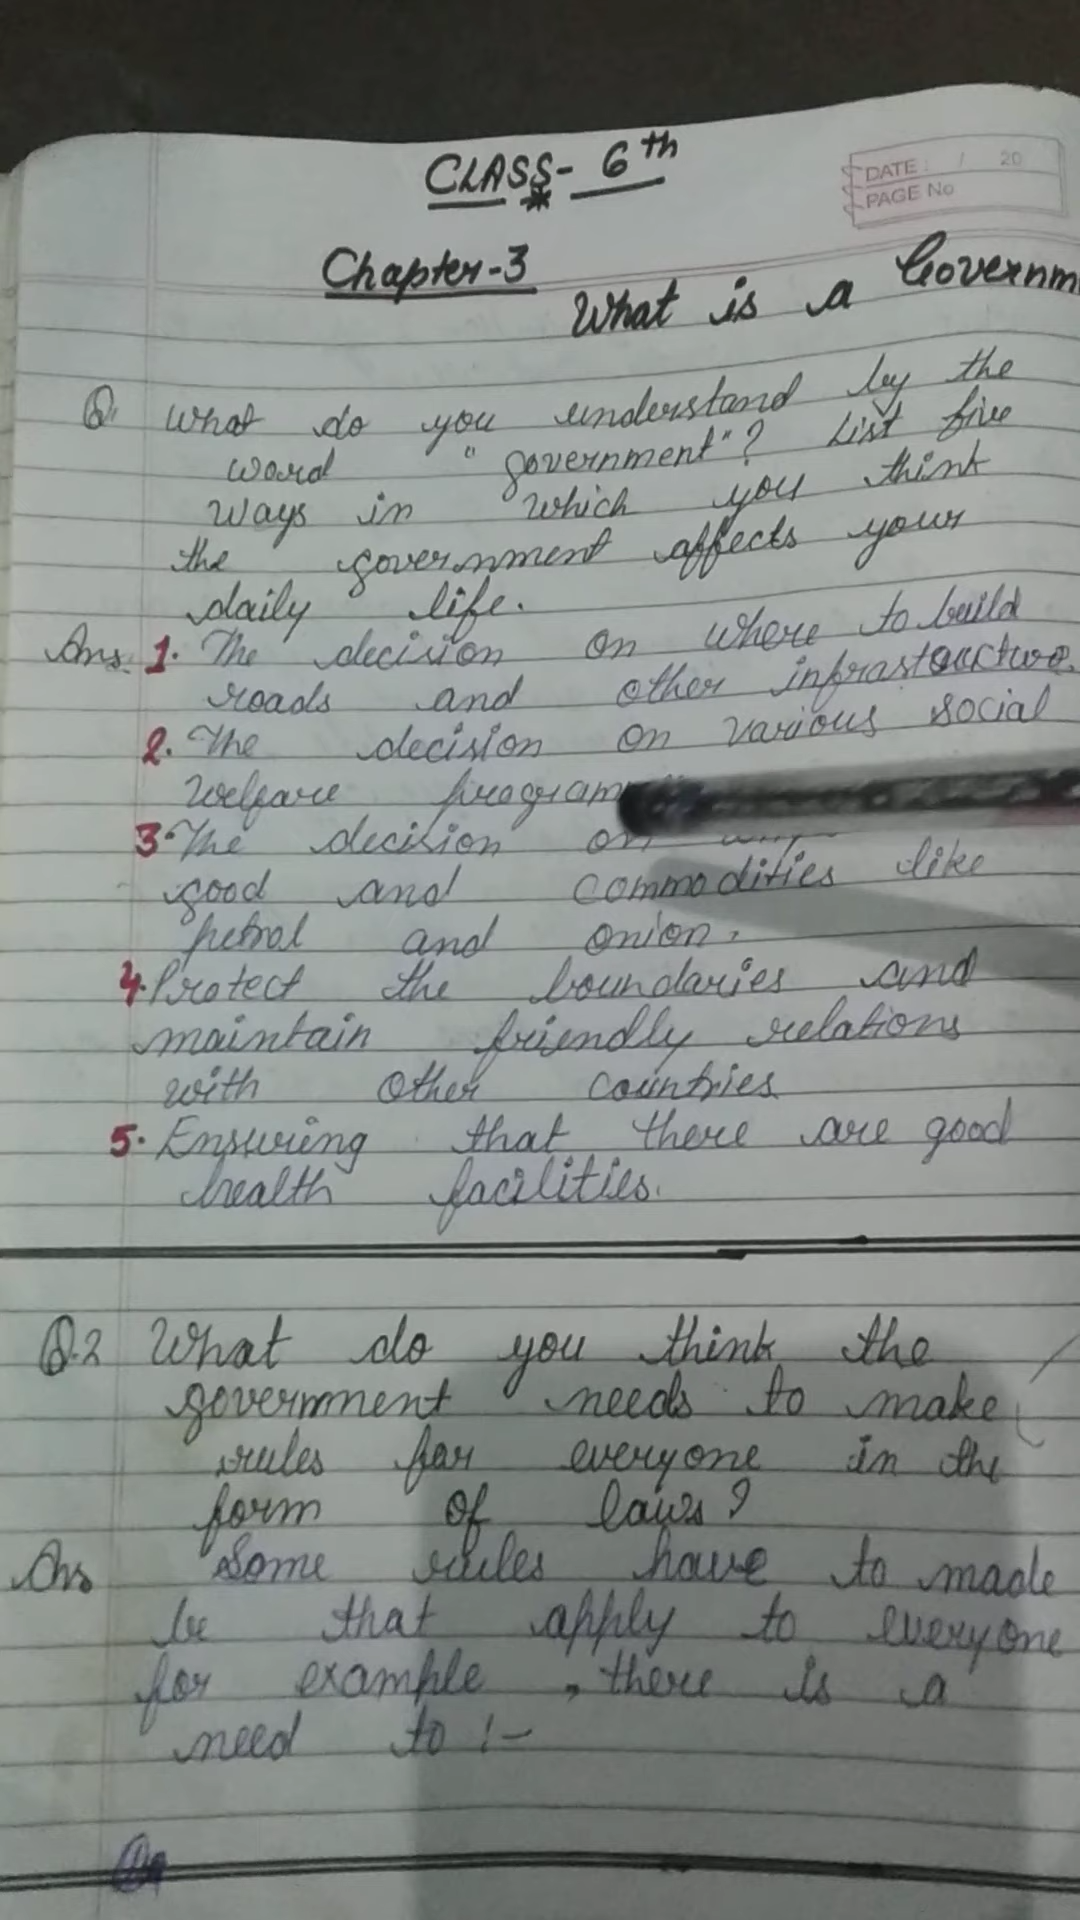 CLASS- 6th
DATE : / 20
PAGE No
Chapter-3
What is a Governm
Q. What do you understand by the
word "government"? List five
ways in which you think
the government affects your
daily life.
Ans. 1. The decision on where to build
roads and other infrastructure.
2. The decision on various social
welfare program
3. The decision on
good and commodities like
petrol and onion.
4. Protect the boundaries and
maintain friendly relations
with other countries
5. Ensuring that there are good
health facilities.
Q.2 What do you think the
government needs to make
rules for everyone in the
form of laws?
Ans Some rules have to made
be that apply to everyone
for example, there is a
need to :-